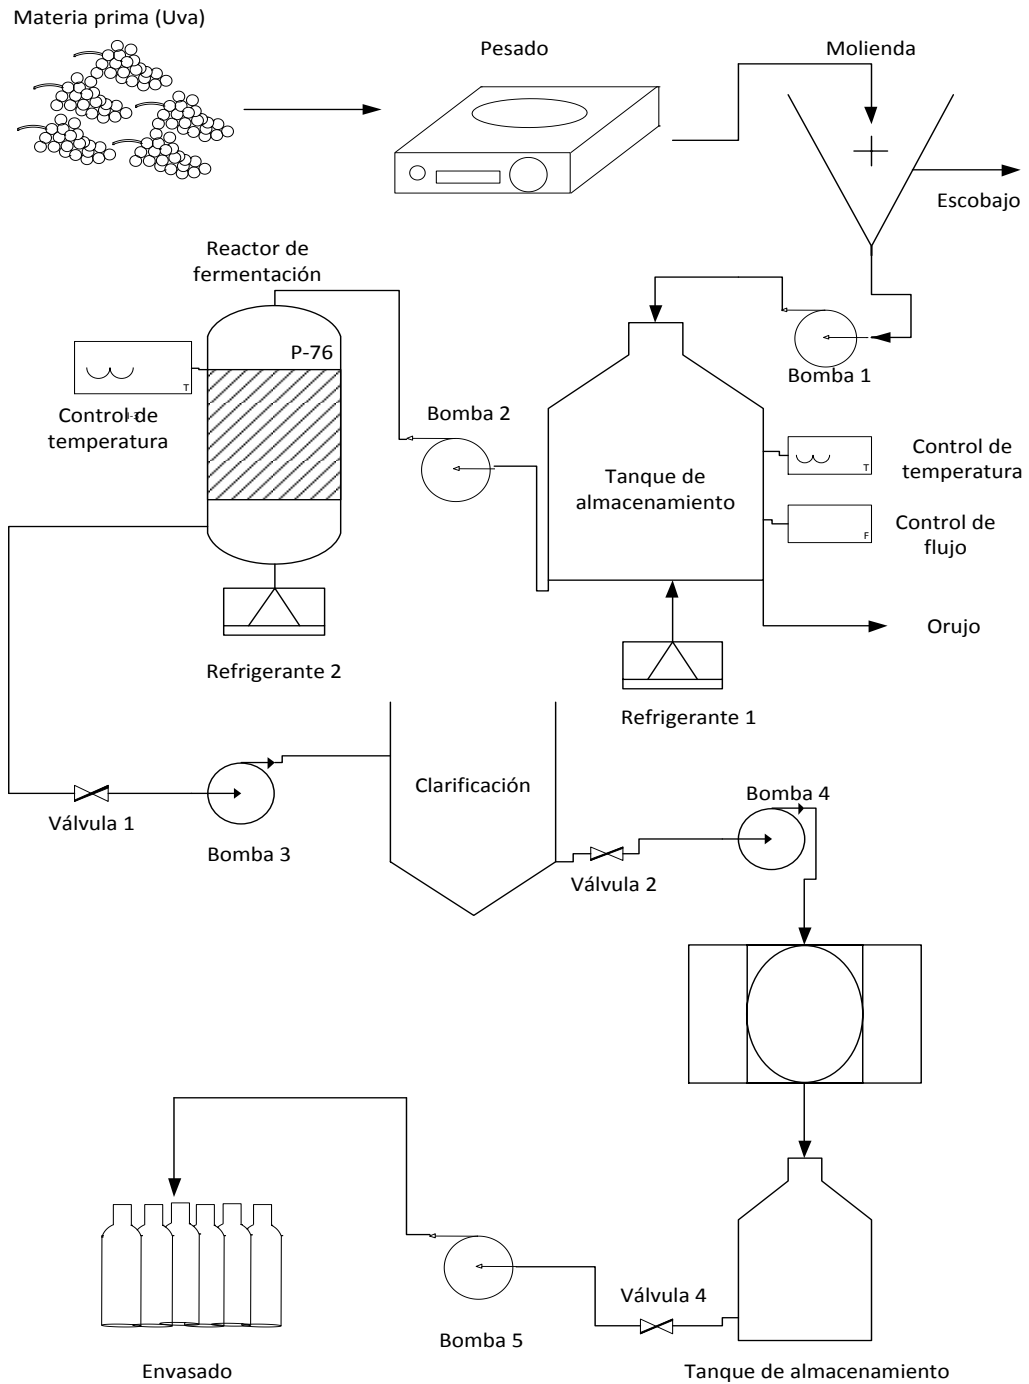 Materia prima (Uva)
Pesado
Molienda
Escobajo
Reactor de
fermentación
P-76
T
Control de
temperatura
Bomba 1
Bomba 2
Tanque de
almacenamiento
T
Control de
temperatura
F
Control de
flujo
Orujo
Refrigerante 2
Refrigerante 1
Clarificación
Válvula 1
Bomba 3
Bomba 4
Válvula 2
Válvula 4
Bomba 5
Envasado
Tanque de almacenamiento